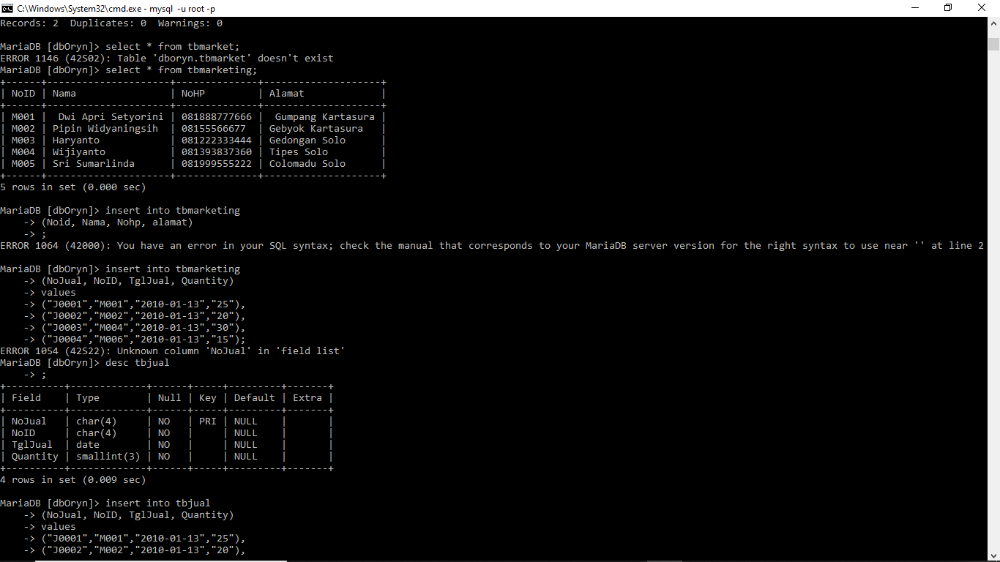 C:\Windows\System32\cmd.exe - mysql  -u root -p
Records: 2  Duplicates: 0  Warnings: 0
MariaDB [dbOryn]> select * from tbmarket;
ERROR 1146 (42S02): Table 'dboryn.tbmarket' doesn't exist
MariaDB [dbOryn]> select * from tbmarketing;
+------+---------------------+--------------+--------------------+
| NoID | Nama                | NoHP         | Alamat             |
+------+---------------------+--------------+--------------------+
| M001 |  Dwi Apri Setyorini | 081888777666 |  Gumpang Kartasura |
| M002 | Pipin Widyaningsih  | 08155566677  | Gebyok Kartasura   |
| M003 | Haryanto            | 081222333444 | Gedongan Solo      |
| M004 | Wijiyanto           | 081393837360 | Tipes Solo         |
| M005 | Sri Sumarlinda      | 081999555222 | Colomadu Solo      |
+------+---------------------+--------------+--------------------+
5 rows in set (0.000 sec)
MariaDB [dbOryn]> insert into tbmarketing
    -> (Noid, Nama, Nohp, alamat)
    -> ;
ERROR 1064 (42000): You have an error in your SQL syntax; check the manual that corresponds to your MariaDB server version for the right syntax to use near '' at line 2
MariaDB [dbOryn]> insert into tbmarketing
    -> (NoJual, NoID, TglJual, Quantity)
    -> values
    -> ("J0001","M001","2010-01-13","25"),
    -> ("J0002","M002","2010-01-13","20"),
    -> ("J0003","M004","2010-01-13","30"),
    -> ("J0004","M006","2010-01-13","15");
ERROR 1054 (42S22): Unknown column 'NoJual' in 'field list'
MariaDB [dbOryn]> desc tbjual
    -> ;
+----------+-------------+------+-----+---------+-------+
| Field    | Type        | Null | Key | Default | Extra |
+----------+-------------+------+-----+---------+-------+
| NoJual   | char(4)     | NO   | PRI | NULL    |       |
| NoID     | char(4)     | NO   |     | NULL    |       |
| TglJual  | date        | NO   |     | NULL    |       |
| Quantity | smallint(3) | NO   |     | NULL    |       |
+----------+-------------+------+-----+---------+-------+
4 rows in set (0.009 sec)
MariaDB [dbOryn]> insert into tbjual
    -> (NoJual, NoID, TglJual, Quantity)
    -> values
    -> ("J0001","M001","2010-01-13","25"),
    -> ("J0002","M002","2010-01-13","20"),